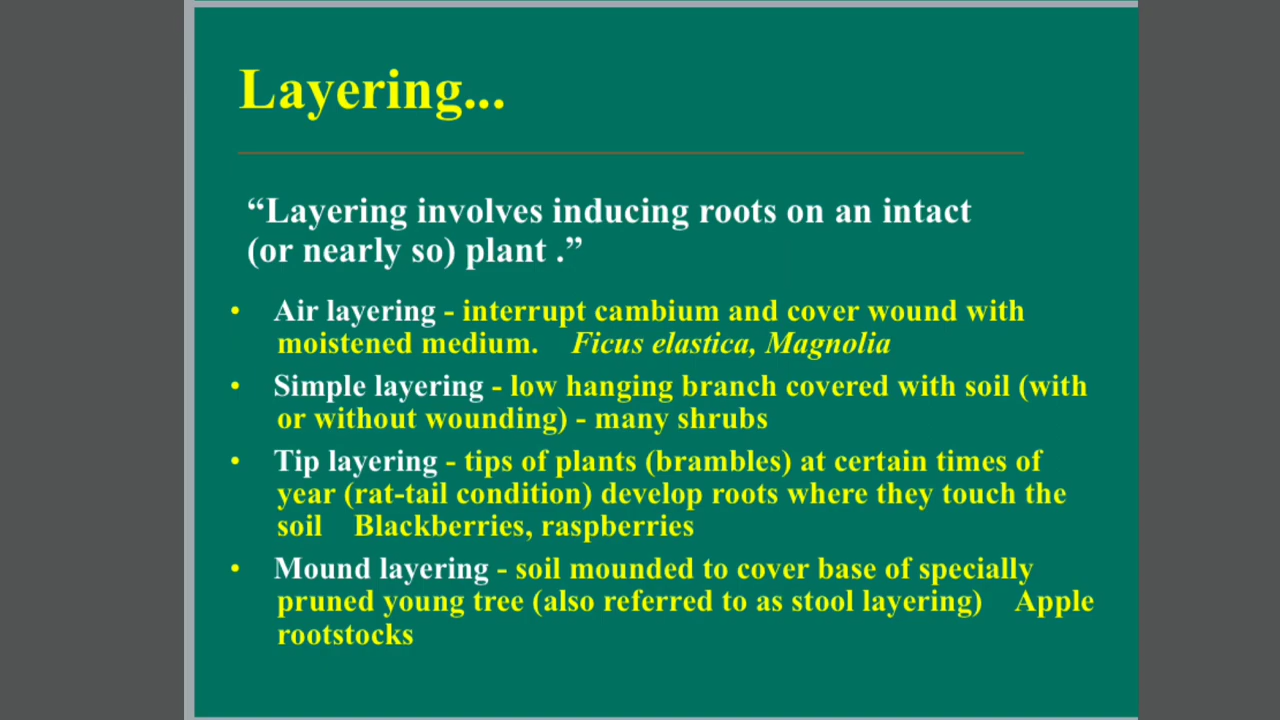 Layering...
“Layering involves inducing roots on an intact
(or nearly so) plant .”
• Air layering - interrupt cambium and cover wound with
moistened medium. Ficus elastica, Magnolia
• Simple layering - low hanging branch covered with soil (with
or without wounding) - many shrubs
• Tip layering - tips of plants (brambles) at certain times of
year (rat-tail condition) develop roots where they touch the
soil Blackberries, raspberries
• Mound layering - soil mounded to cover base of specially
pruned young tree (also referred to as stool layering) Apple
rootstocks